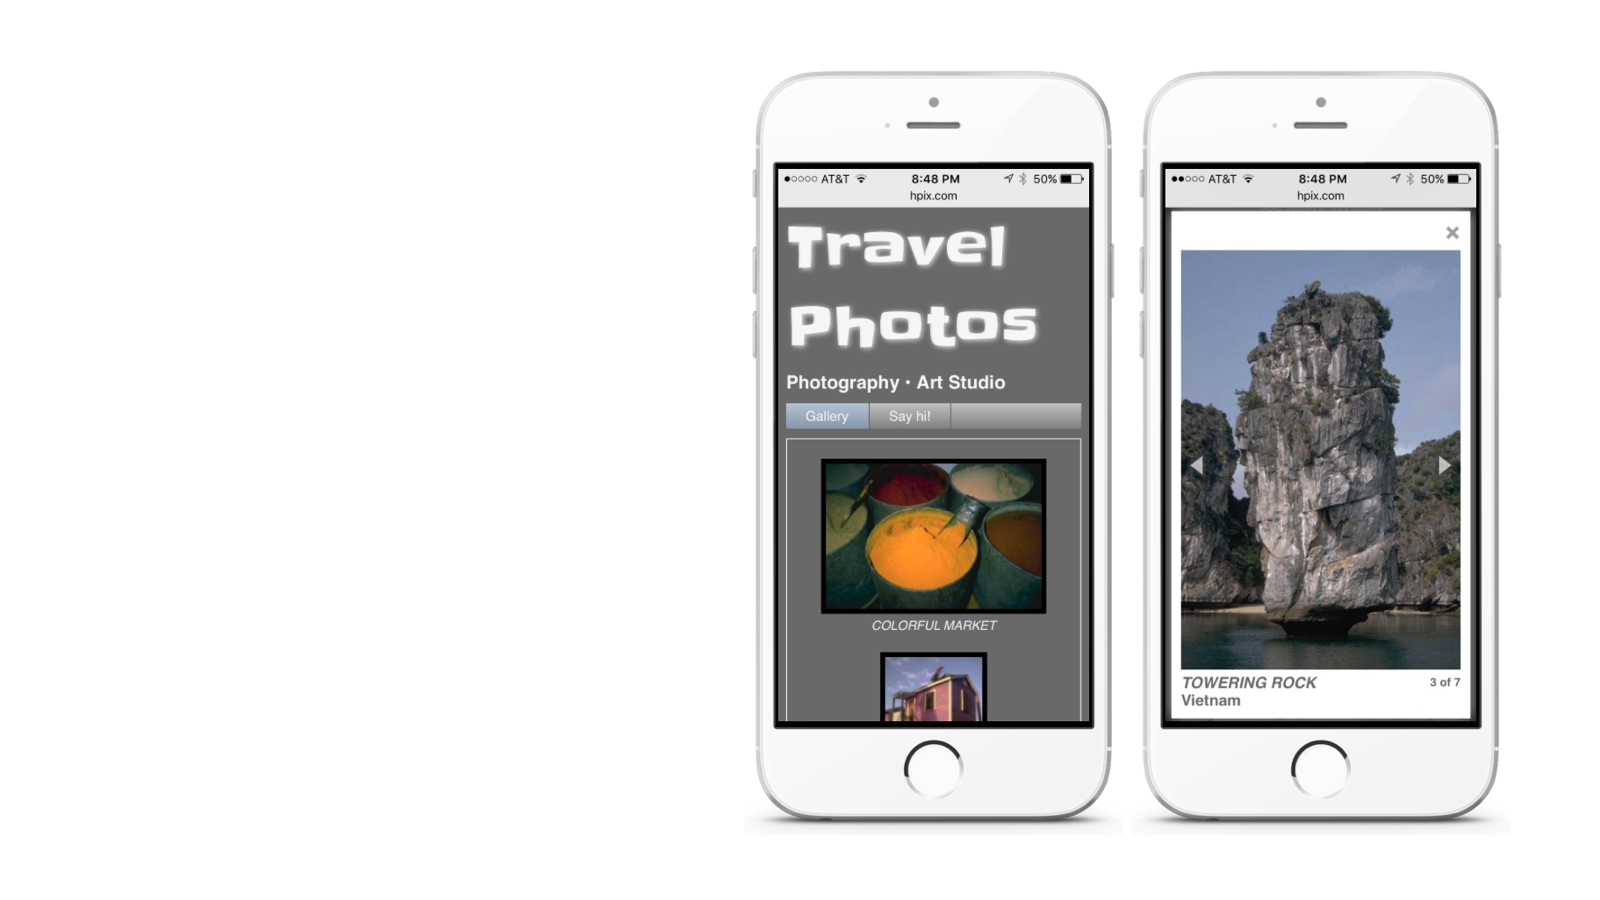 ●○○○○ AT&T 8:48 PM 50%
hpix.com
Travel
Photos
Photography • Art Studio
Gallery Say hi!
COLORFUL MARKET
●●○○○ AT&T 8:48 PM 50%
hpix.com
×
TOWERING ROCK 3 of 7
Vietnam